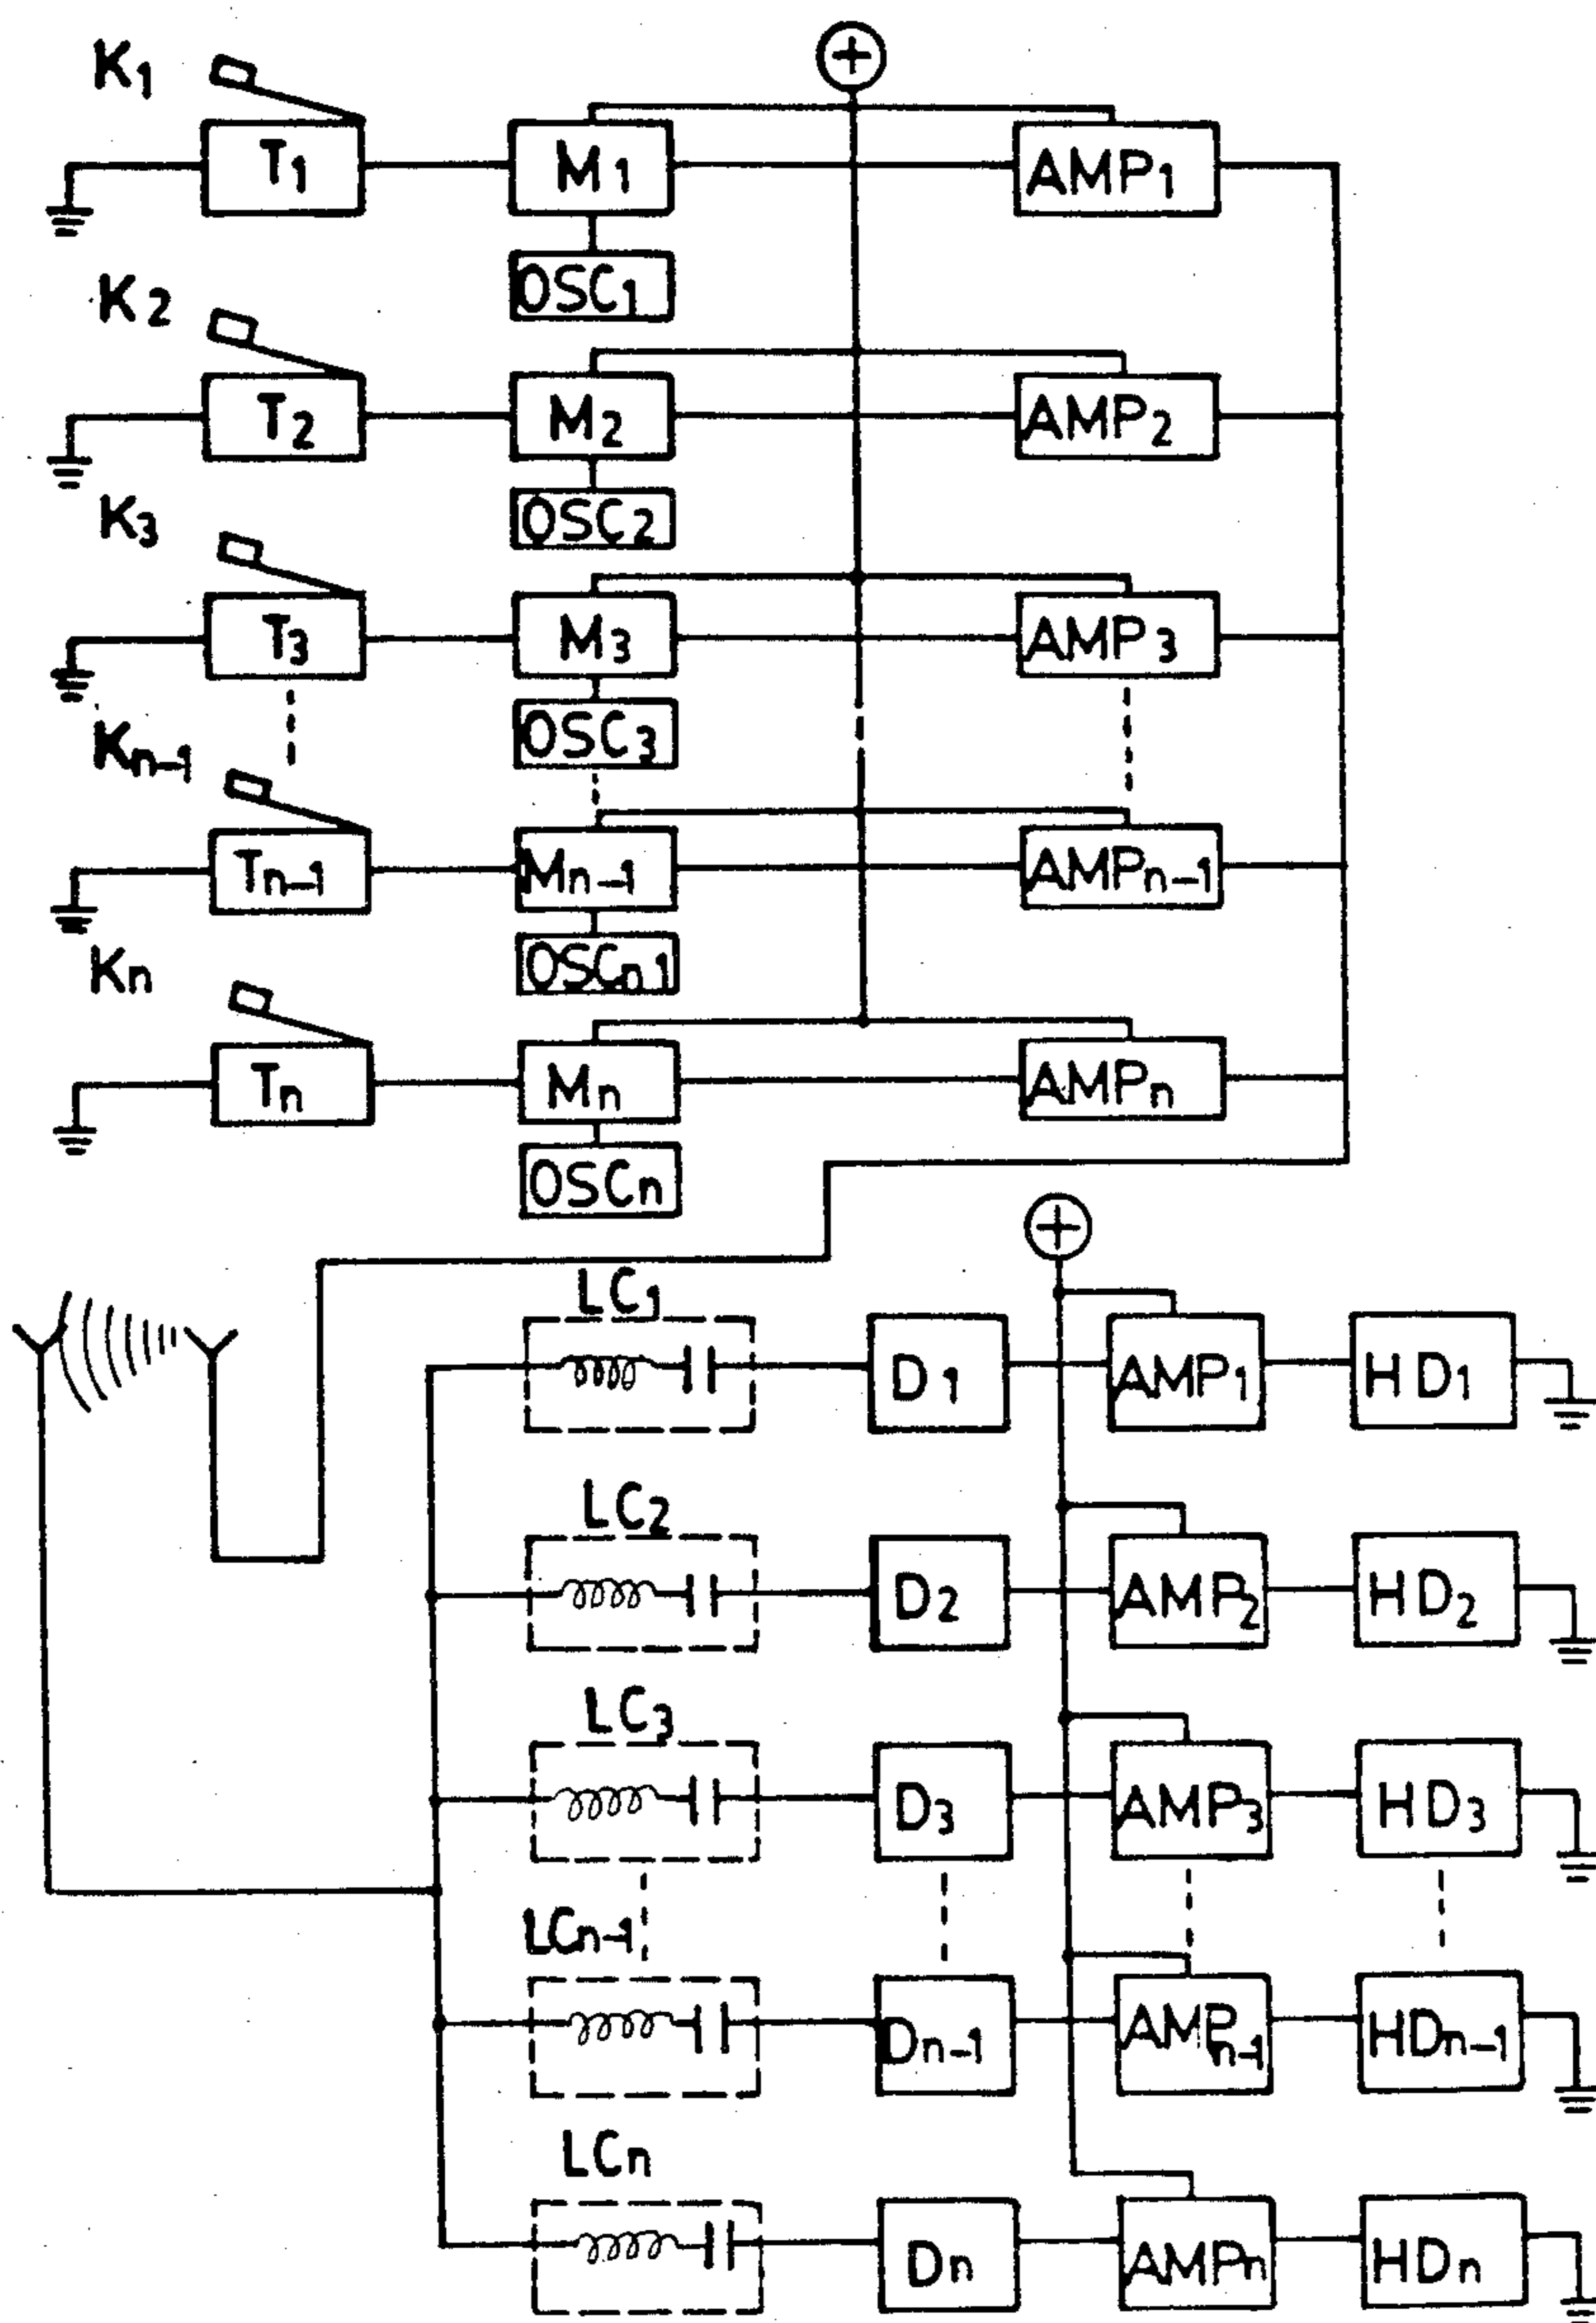 K1
T1 M1 AMP1
OSC1
K2
T2 M2 AMP2
OSC2
K3
T3 M3 AMP3
OSC3
Kn-1
Tn-1 Mn-1 AMPn-1
OSCn1
Kn
Tn Mn AMPn
OSCn
LC1
D1 AMP1 HD1
LC2
D2 AMP2 HD2
LC3
D3 AMP3 HD3
LCn-1
Dn-1 AMPn-1 HDn-1
LCn
Dn AMPn HDn